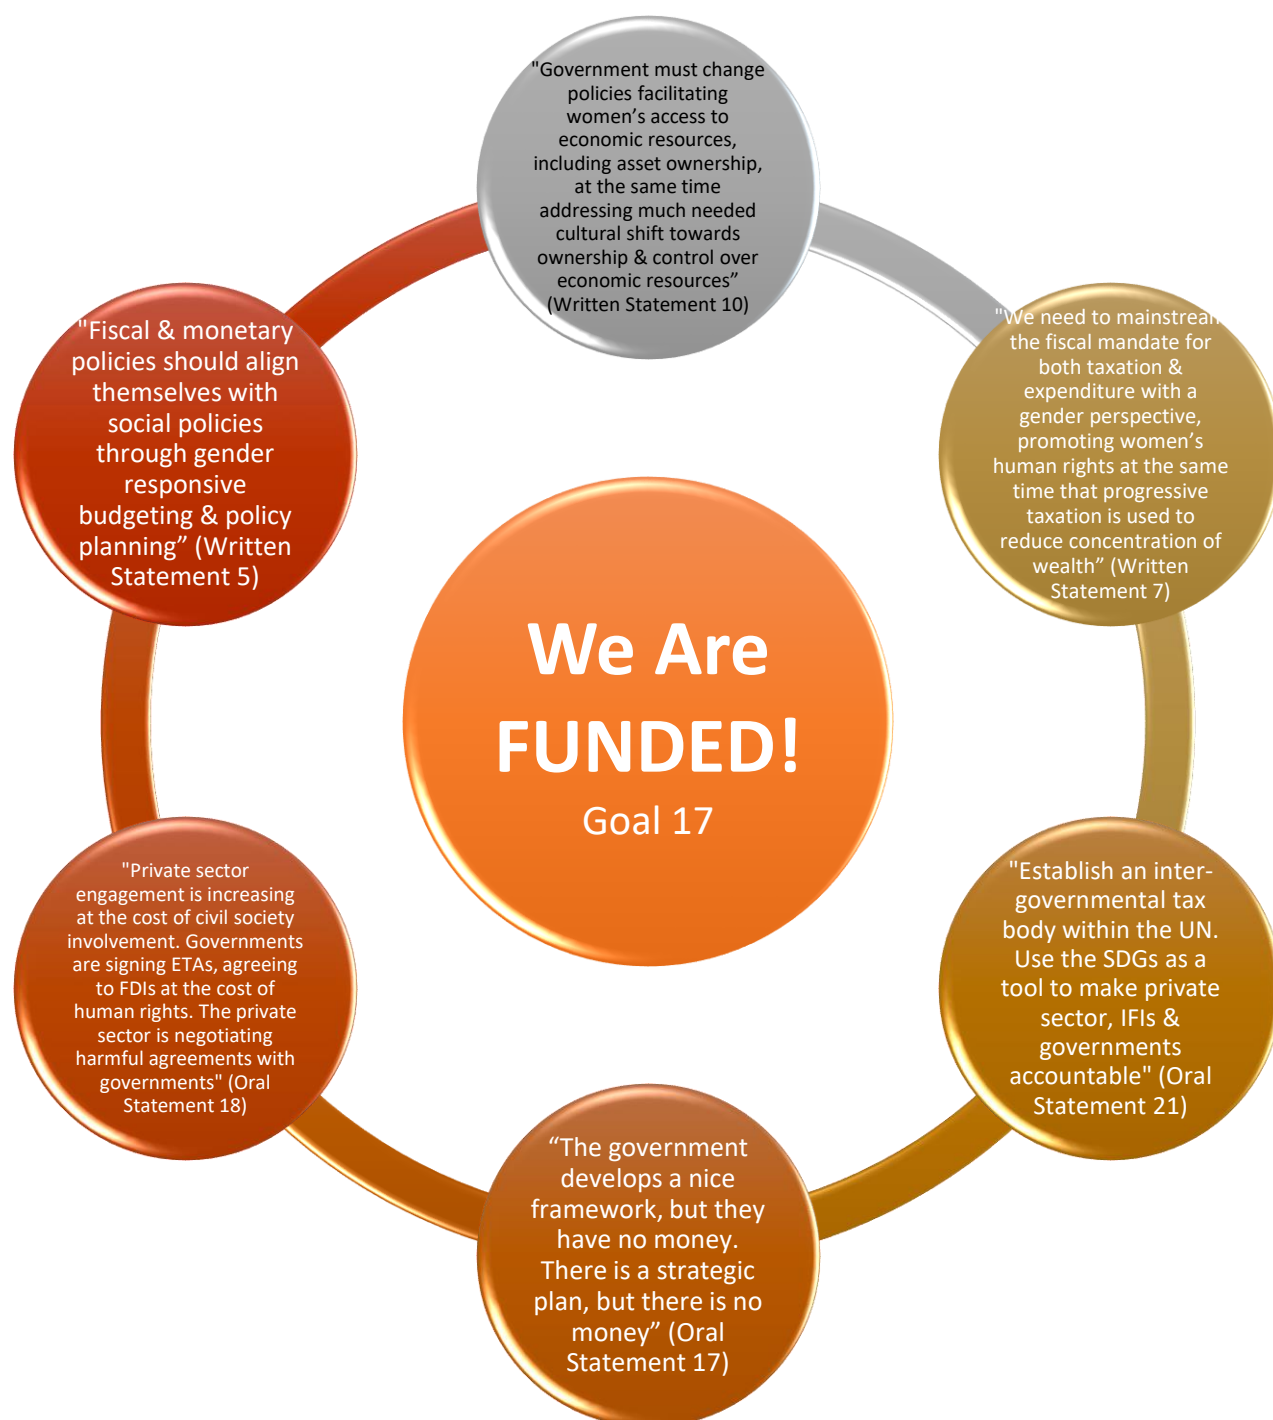 "Government must change
policies facilitating
women’s access to
economic resources,
including asset ownership,
at the same time
addressing much needed
cultural shift towards
ownership & control over
economic resources”
(Written Statement 10)
"We need to mainstream
the fiscal mandate for
both taxation &
expenditure with a
gender perspective,
promoting women’s
human rights at the same
time that progressive
taxation is used to
reduce concentration of
wealth” (Written
Statement 7)
"Establish an inter-
governmental tax
body within the UN.
Use the SDGs as a
tool to make private
sector, IFIs &
governments
accountable" (Oral
Statement 21)
“The government
develops a nice
framework, but they
have no money.
There is a strategic
plan, but there is no
money” (Oral
Statement 17)
"Private sector
engagement is increasing
at the cost of civil society
involvement. Governments
are signing ETAs, agreeing
to FDIs at the cost of
human rights. The private
sector is negotiating
harmful agreements with
governments" (Oral
Statement 18)
"Fiscal & monetary
policies should align
themselves with
social policies
through gender
responsive
budgeting & policy
planning” (Written
Statement 5)
We Are
FUNDED!
Goal 17